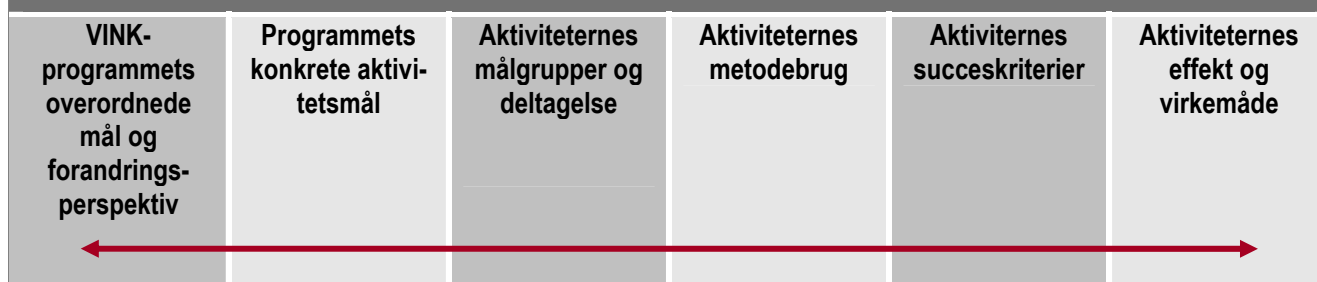 VINK-
programmets
overordnede
mål og
forandrings-
perspektiv
Programmets
konkrete aktivi-
tetsmål
Aktiviteternes
målgrupper og
deltagelse
Aktiviteternes
metodebrug
Aktiviternes
succeskriterier
Aktiviteternes
effekt og
virkemåde